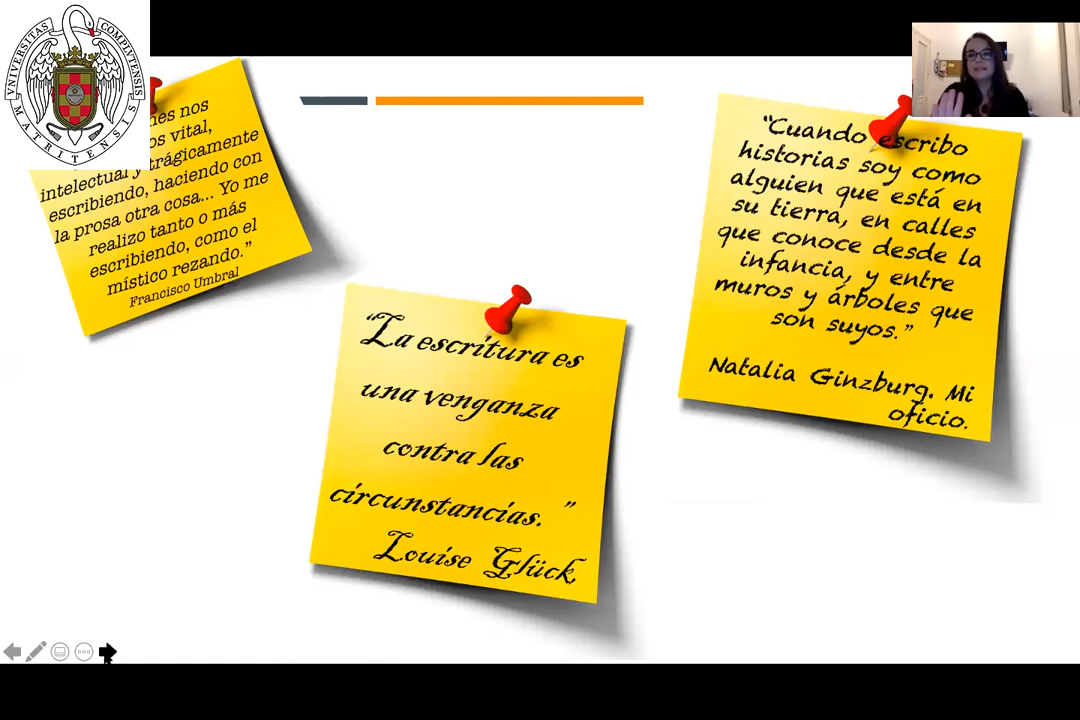 VNIVERSITAS COMPLVTENSIS
MATRITENSIS
nos
vital,
intelectual y trágicamente
escribiendo, haciendo con
la prosa otra cosa... Yo me
realizo tanto o más
escribiendo, como el
místico rezando.”
Francisco Umbral
“La escritura es
una venganza
contra las
circunstancias. ”
Louise Glück
“Cuando escribo
historias soy como
alguien que está en
su tierra, en calles
que conoce desde la
infancia, y entre
muros y árboles que
son suyos.”
Natalia Ginzburg. Mi
oficio.